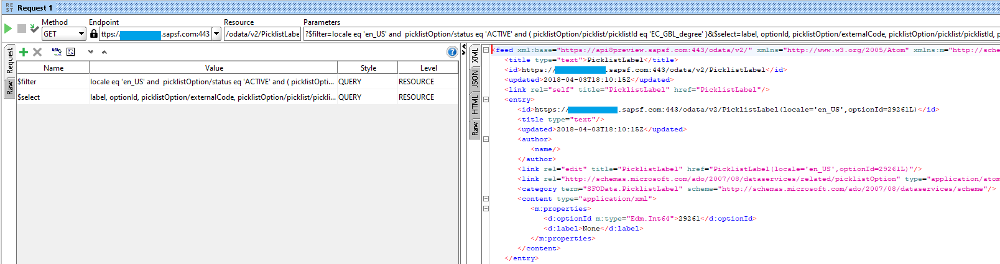 RE
ST Request 1
Method Endpoint Resource Parameters
GET ttps:// .sapsf.com:443 /odata/v2/PicklistLabe ?$filter=locale eq 'en_US' and picklistOption/status eq 'ACTIVE' and ( picklistOption/picklist/picklistId eq 'EC_GBL_degree' )&$select=label, optionId, picklistOption/externalCode, picklistOption/picklist/picklistId, p
Request
Raw
Name Value Style Level
$filter locale eq 'en_US' and picklistOption/status eq 'ACTIVE' and ( picklistOpti... QUERY RESOURCE
$select label, optionId, picklistOption/externalCode, picklistOption/picklist/pickli... QUERY RESOURCE
XML
JSON
HTML
Raw
<feed xml:base="https://api8preview.sapsf.com:443/odata/v2/" xmlns="http://www.w3.org/2005/Atom" xmlns:m="http://sche
<title type="text">PicklistLabel</title>
<id>https:// .sapsf.com:443/odata/v2/PicklistLabel</id>
<updated>2018-04-03T18:10:15Z</updated>
<link rel="self" title="PicklistLabel" href="PicklistLabel"/>
<entry>
<id>https:// .sapsf.com:443/odata/v2/PicklistLabel(locale='en_US',optionId=29261L)</id>
<title type="text"/>
<updated>2018-04-03T18:10:15Z</updated>
<author>
<name/>
</author>
<link rel="edit" title="PicklistLabel" href="PicklistLabel(locale='en_US',optionId=29261L)"/>
<link rel="http://schemas.microsoft.com/ado/2007/08/dataservices/related/picklistOption" type="application/atom
<category term="SFOData.PicklistLabel" scheme="http://schemas.microsoft.com/ado/2007/08/dataservices/scheme"/>
<content type="application/xml">
<m:properties>
<d:optionId m:type="Edm.Int64">29261</d:optionId>
<d:label>None</d:label>
</m:properties>
</content>
</entry>